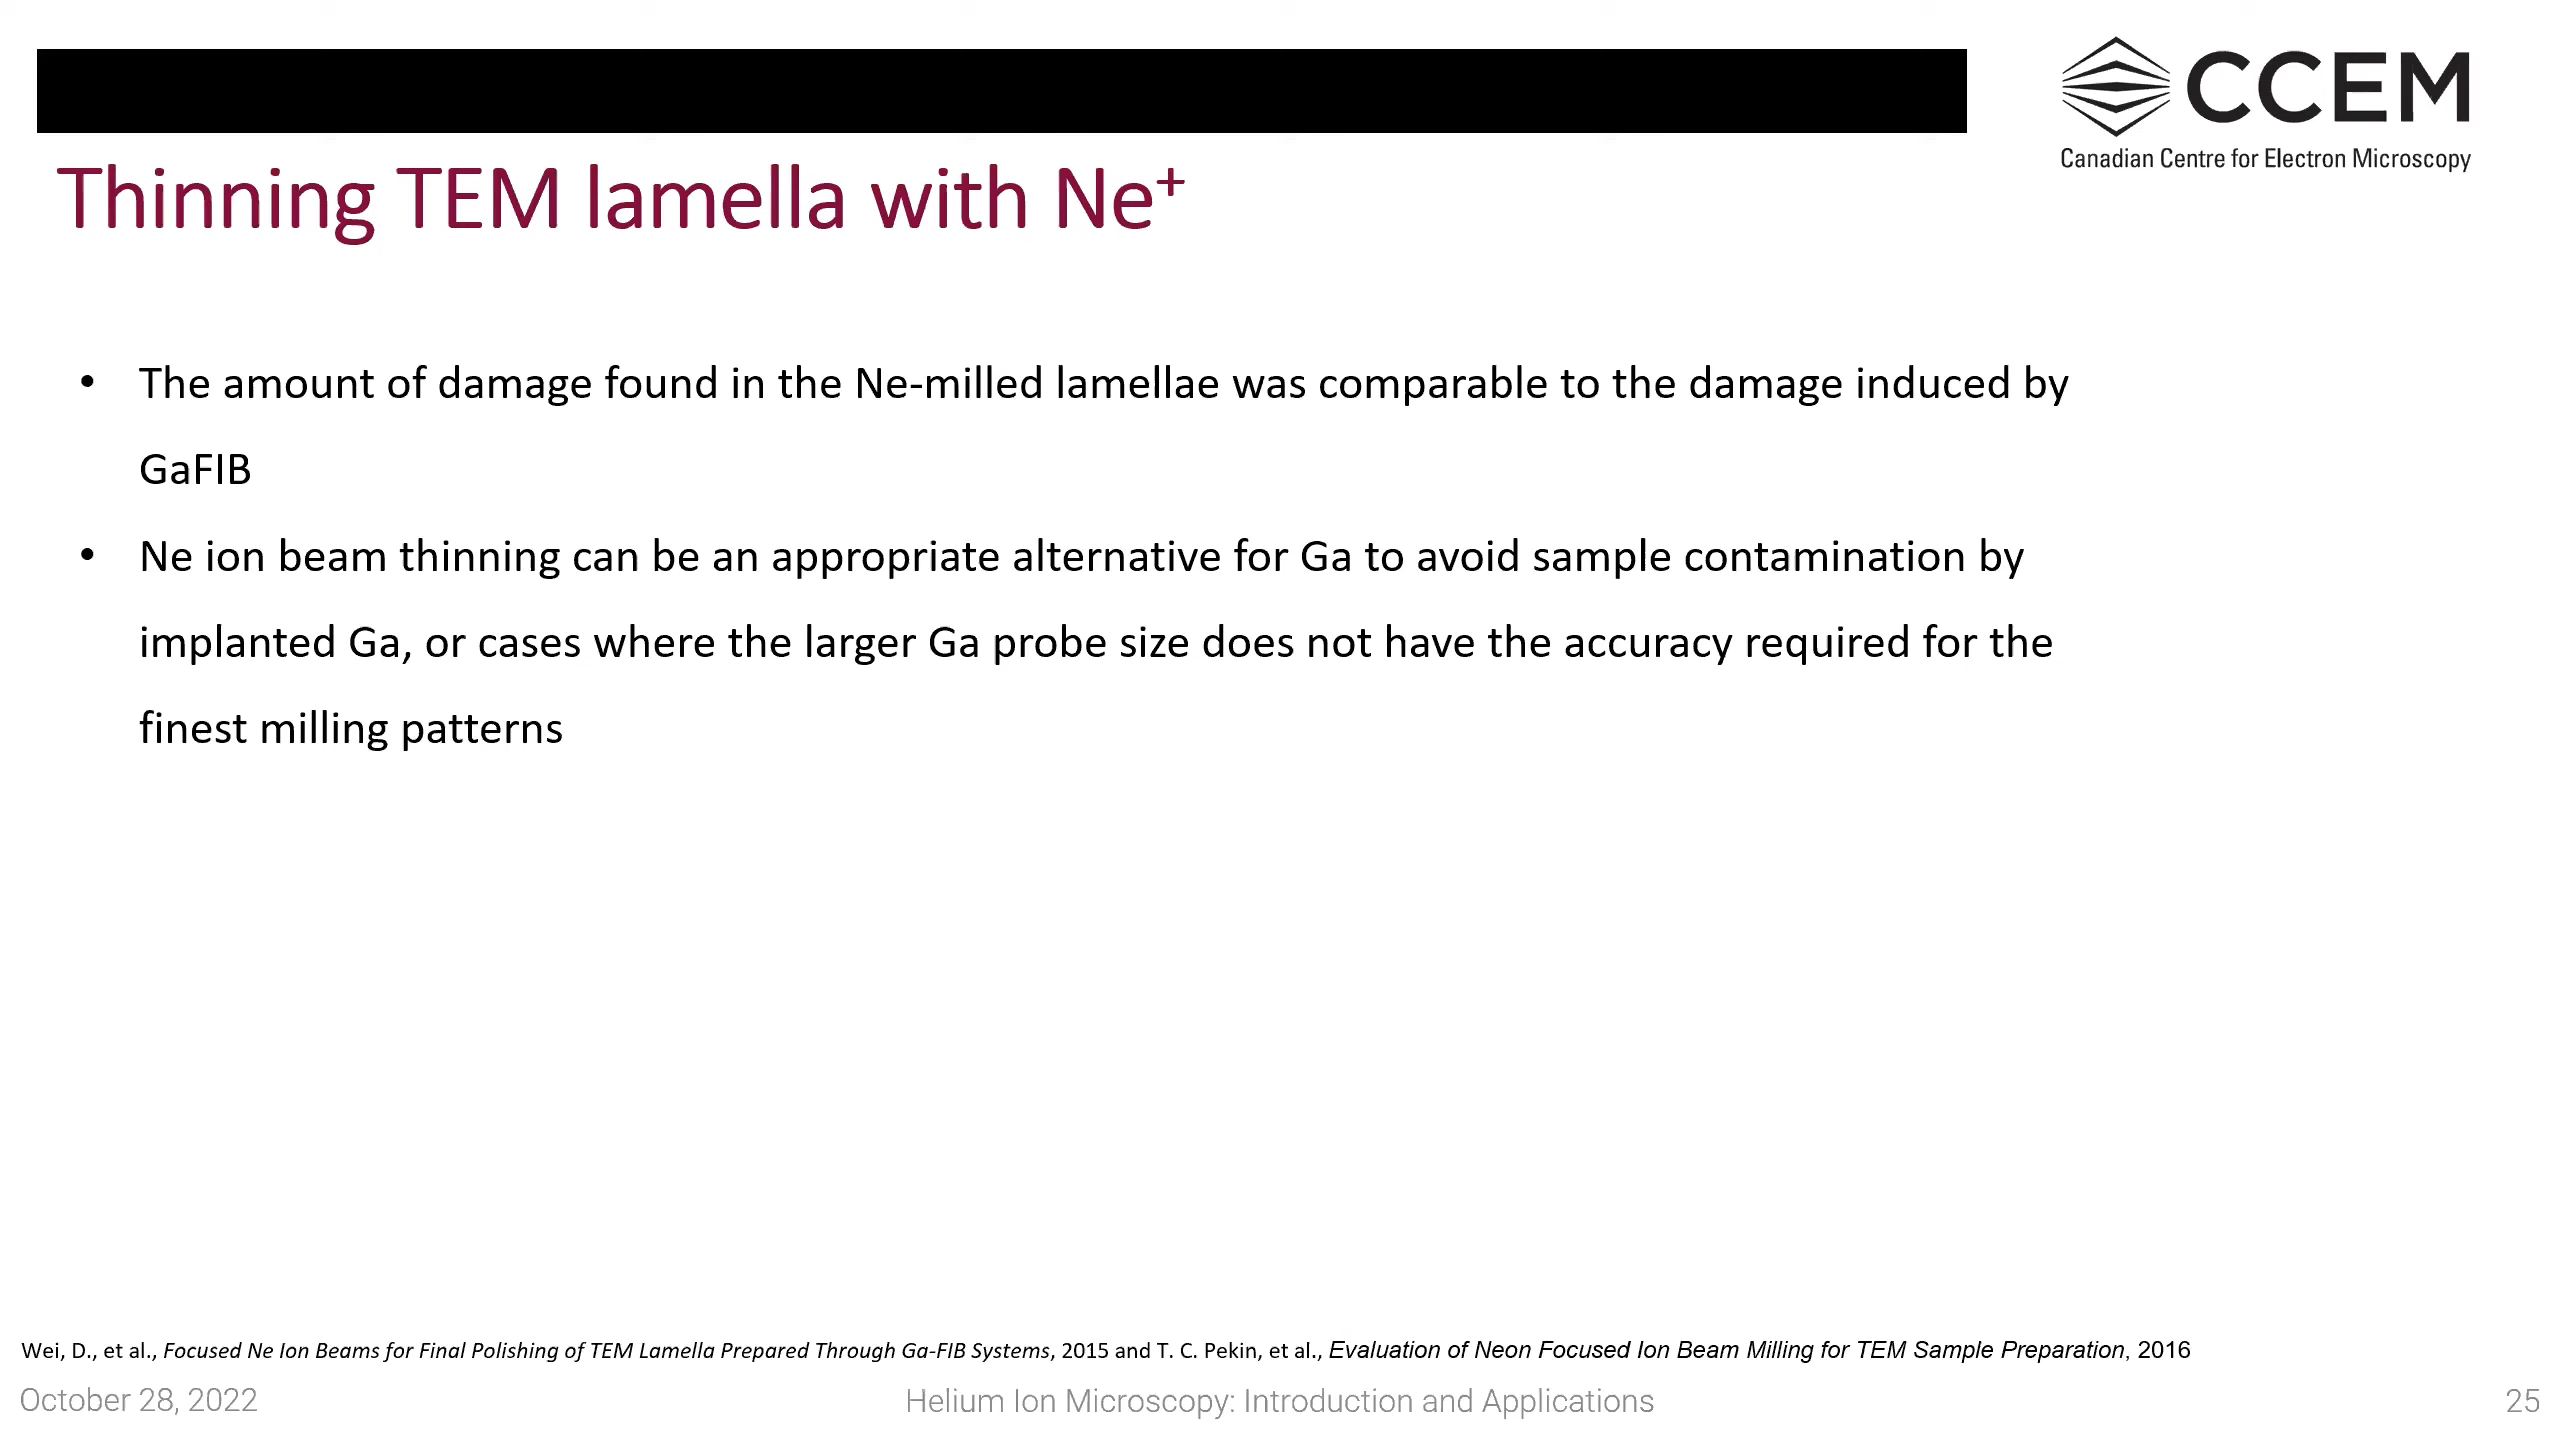 CCEM
Canadian Centre for Electron Microscopy
Thinning TEM lamella with Ne⁺
• The amount of damage found in the Ne-milled lamellae was comparable to the damage induced by
GaFIB
• Ne ion beam thinning can be an appropriate alternative for Ga to avoid sample contamination by
implanted Ga, or cases where the larger Ga probe size does not have the accuracy required for the
finest milling patterns
Wei, D., et al., Focused Ne Ion Beams for Final Polishing of TEM Lamella Prepared Through Ga-FIB Systems, 2015 and T. C. Pekin, et al., Evaluation of Neon Focused Ion Beam Milling for TEM Sample Preparation, 2016
October 28, 2022
Helium Ion Microscopy: Introduction and Applications
25